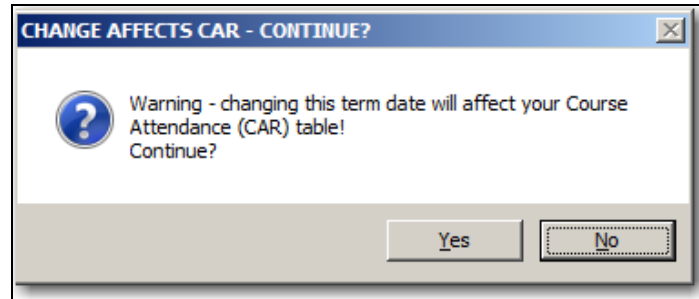 CHANGE AFFECTS CAR - CONTINUE?
Warning - changing this term date will affect your Course
Attendance (CAR) table!
Continue?
Yes
No